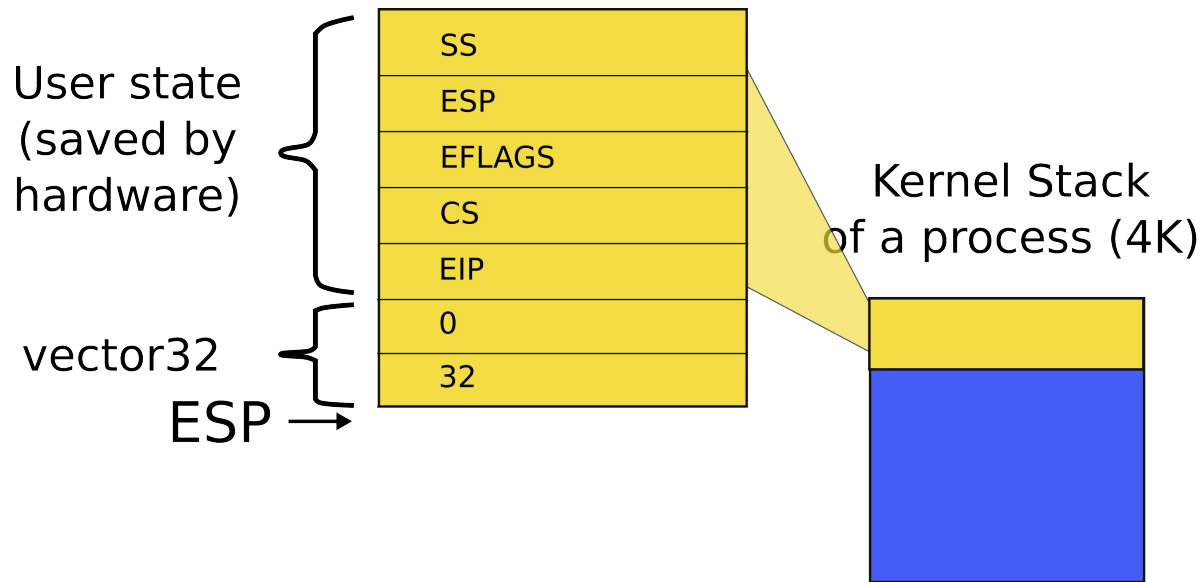 User state
(saved by
hardware)
SS
ESP
EFLAGS
CS
EIP
vector32
0
32
ESP
Kernel Stack
of a process (4K)